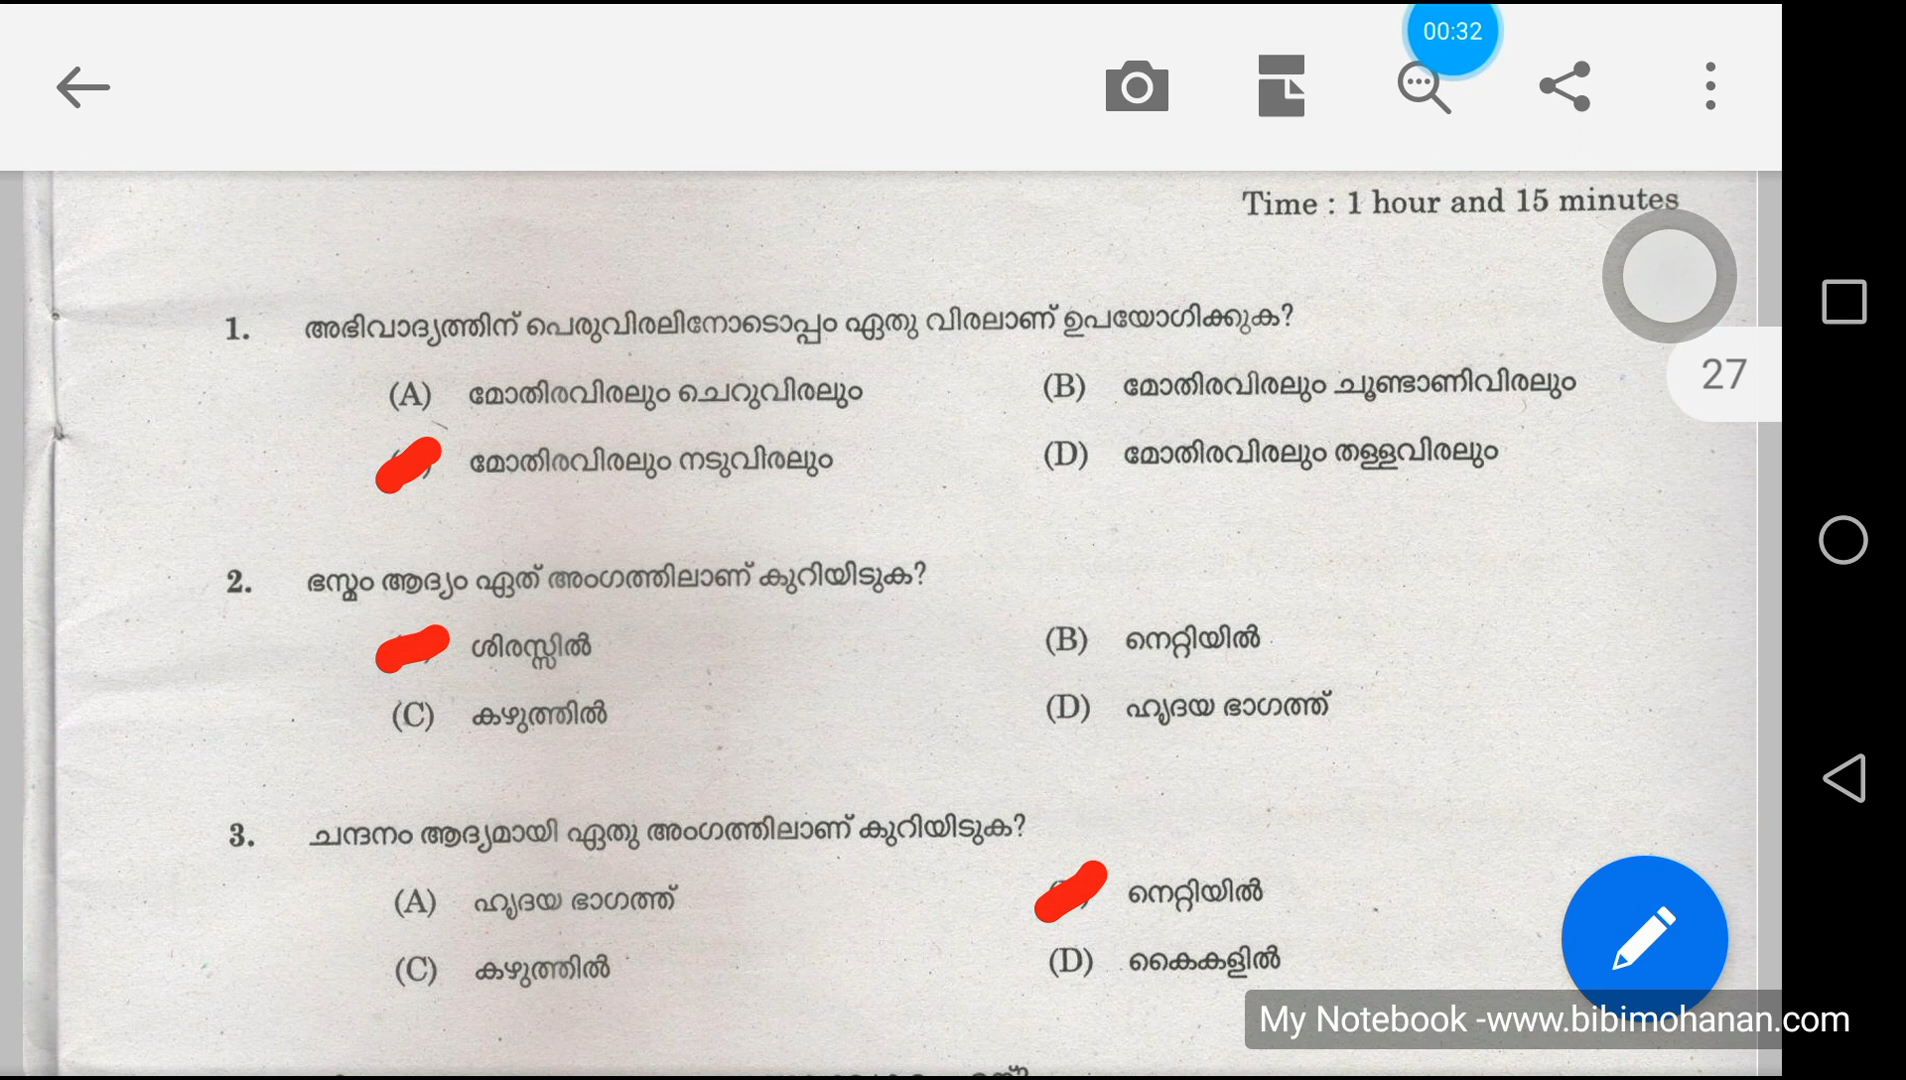 00:32
Time : 1 hour and 15 minutes
27
1. അഭിവാദ്യത്തിന് പെരുവിരലിനോടൊപ്പം ഏതു വിരലാണ് ഉപയോഗിക്കുക?
(A) മോതിരവിരലും ചെറുവിരലും (B) മോതിരവിരലും ചൂണ്ടാണിവിരലും
മോതിരവിരലും നടുവിരലും (D) മോതിരവിരലും തള്ളവിരലും
2. ഭസ്മം ആദ്യം ഏത് അംഗത്തിലാണ് കുറിയിടുക?
ശിരസ്സിൽ (B) നെറ്റിയിൽ
(C) കഴുത്തിൽ (D) ഹൃദയ ഭാഗത്ത്
3. ചന്ദനം ആദ്യമായി ഏതു അംഗത്തിലാണ് കുറിയിടുക?
(A) ഹൃദയ ഭാഗത്ത് നെറ്റിയിൽ
(C) കഴുത്തിൽ (D) കൈകളിൽ
My Notebook -www.bibimohanan.com